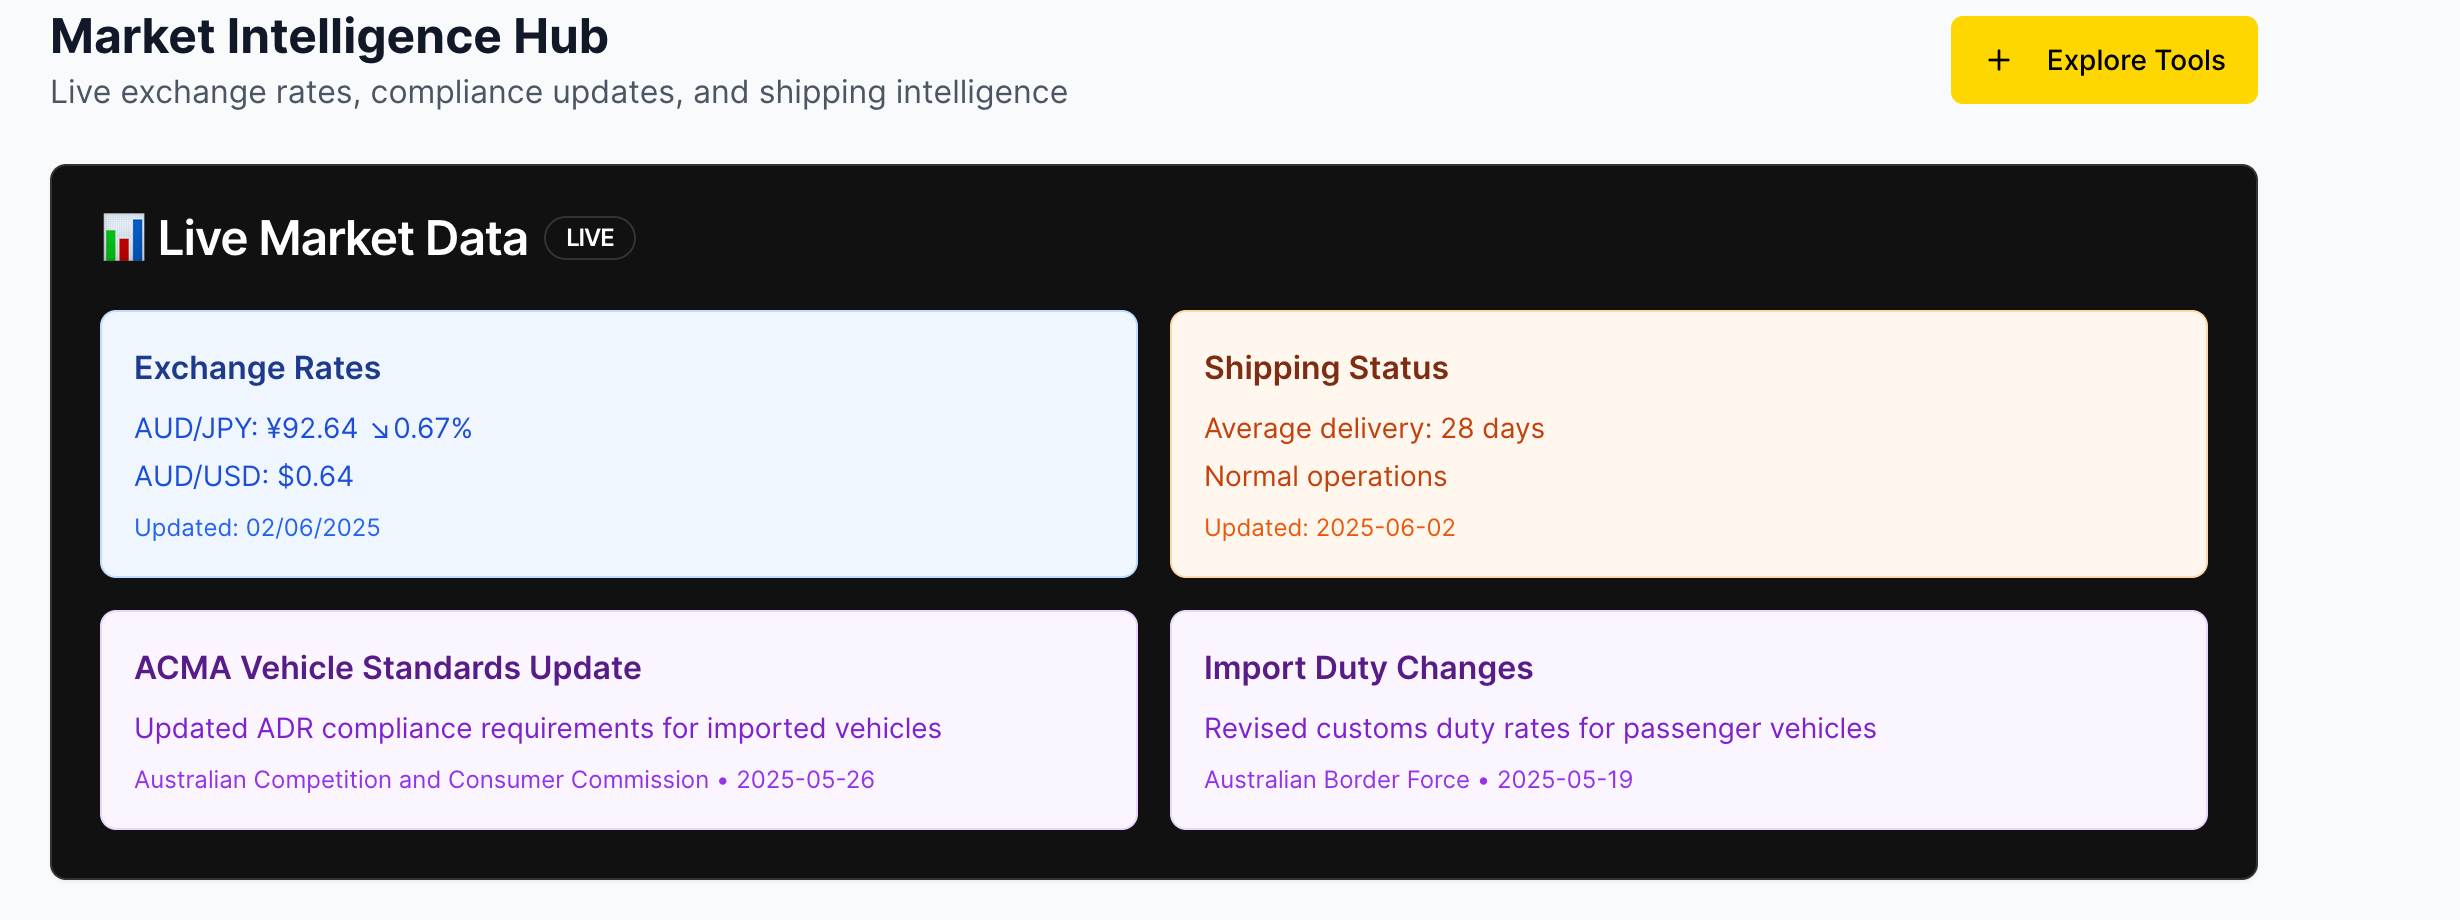 Market Intelligence Hub
Live exchange rates, compliance updates, and shipping intelligence
+ Explore Tools
📊 Live Market Data LIVE
Exchange Rates
AUD/JPY: ¥92.64 ↘0.67%
AUD/USD: $0.64
Updated: 02/06/2025
Shipping Status
Average delivery: 28 days
Normal operations
Updated: 2025-06-02
ACMA Vehicle Standards Update
Updated ADR compliance requirements for imported vehicles
Australian Competition and Consumer Commission • 2025-05-26
Import Duty Changes
Revised customs duty rates for passenger vehicles
Australian Border Force • 2025-05-19